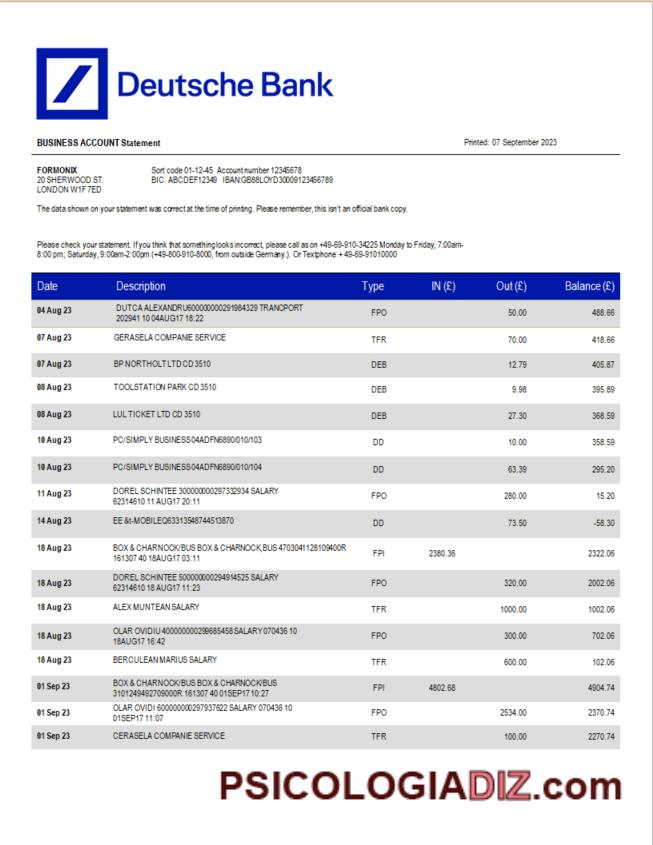 Deutsche Bank
BUSINESS ACCOUNT Statement
Printed: 07 September 2023
FORMONIX
20 SHERWOOD ST.
LONDON W1F 7ED
Sort code 01-12-45 Account number 12345678
BIC. ABCDEF12349 IBAN:GB88LOYD30009123456789
The data shown on your statement was correct at the time of printing. Please remember, this isn't an official bank copy.
Please check your statement. If you think that something looks incorrect, please call as on +49-69-910-34225 Monday to Friday, 7:00am-
8:00 pm; Saturday, 9:00am-2:00pm (+49-800-910-8000, from outside Germany.). Or Textphone + 49-69-91010000
Date Description Type IN (£) Out (£) Balance (£)
04 Aug 23 DUTCA ALEXANDRU600000000291984329 TRANCPORT
202941 10 04AUG17 18:22 FPO 50.00 488.66
07 Aug 23 GERASELA COMPANIE SERVICE TFR 70.00 418.66
07 Aug 23 BP NORTHOLT LTD CD 3510 DEB 12.79 405.87
08 Aug 23 TOOLSTATION PARK CD 3510 DEB 9,98 395.89
08 Aug 23 LUL TICKET LTD CD 3510 DEB 27.30 368.59
10 Aug 23 PC/SIMPLY BUSINESS04ADFN6890/010/103 DD 10.00 358.59
10 Aug 23 PC/SIMPLY BUSINESS04ADFN6890/010/104 DD 63.39 295.20
11 Aug 23 DOREL SCHINTEE 300000000297332934 SALARY
62314610 11 AUG17 20:11 FPO 280.00 15.20
14 Aug 23 EE &t-MOBILEQ63313548744513870 DD 73.50 -58.30
18 Aug 23 BOX & CHARNOCK/BUS BOX & CHARNOCK,BUS 4703041128109400R
161307 40 18AUG17 03:11 FPI 2380.36 2322.06
18 Aug 23 DOREL SCHINTEE 500000000294914525 SALARY
62314610 18 AUG17 11:23 FPO 320.00 2002.06
18 Aug 23 ALEX MUNTEAN SALARY TFR 1000.00 1002.06
18 Aug 23 OLAR OVIDIU 400000000299685458 SALARY 070436 10
18AUG17 16:42 FPO 300.00 702.06
18 Aug 23 BERCULEAN MARIUS SALARY TFR 600.00 102.06
01 Sep 23 BOX & CHARNOCK/BUS BOX & CHARNOCK/BUS
3101249492709000R 161307 40 01SEP17 10:27 FPI 4802.68 4904.74
01 Sep 23 OLAR OVIDI 600000000297937622 SALARY 070436 10
01SEP17 11:07 FPO 2534.00 2370.74
01 Sep 23 CERASELA COMPANIE SERVICE TFR 100.00 2270.74
PSICOLOGIADIZ.com